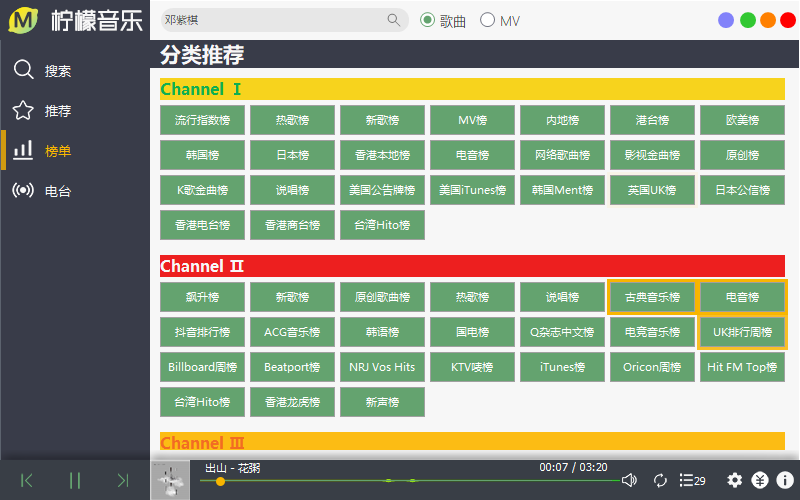 M 柠檬音乐
邓紫棋 歌曲 MV
搜索
推荐
榜单
电台
分类推荐
Channel Ⅰ
流行指数榜 热歌榜 新歌榜 MV榜 内地榜 港台榜 欧美榜
韩国榜 日本榜 香港本地榜 电音榜 网络歌曲榜 影视金曲榜 原创榜
K歌金曲榜 说唱榜 美国公告牌榜 美国iTunes榜 韩国Ment榜 英国UK榜 日本公信榜
香港电台榜 香港商台榜 台湾Hito榜
Channel Ⅱ
飙升榜 新歌榜 原创歌曲榜 热歌榜 说唱榜 古典音乐榜 电音榜
抖音排行榜 ACG音乐榜 韩语榜 国电榜 Q杂志中文榜 电竞音乐榜 UK排行周榜
Billboard周榜 Beatport榜 NRJ Vos Hits KTV唛榜 iTunes榜 Oricon周榜 Hit FM Top榜
台湾Hito榜 香港龙虎榜 新声榜
Channel Ⅲ
出山 - 花粥 00:07 / 03:20
29